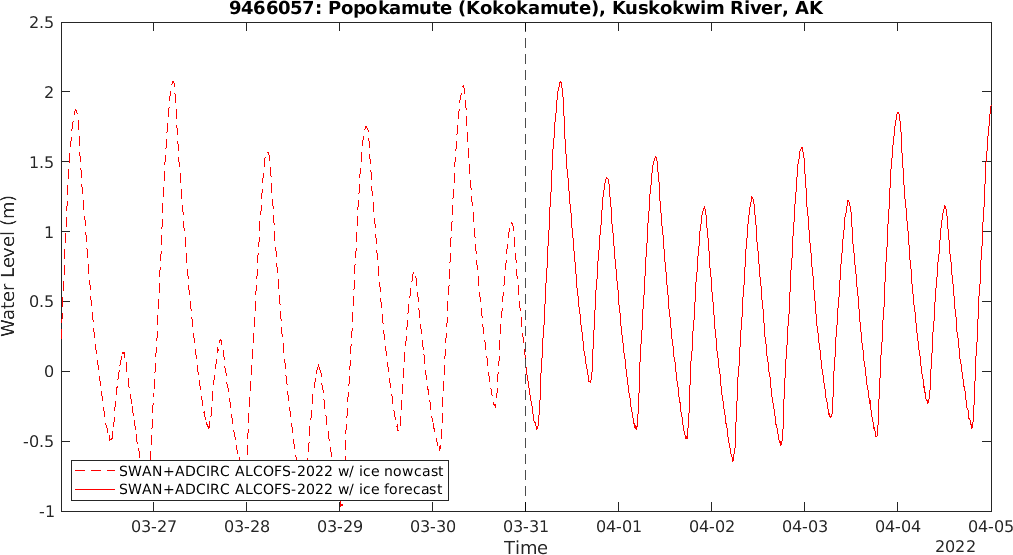 9466057: Popokamute (Kokokamute), Kuskokwim River, AK
2.5
2
1.5
1
0.5
0
-0.5
-1
Water Level (m)
SWAN+ADCIRC ALCOFS-2022 w/ ice nowcast
SWAN+ADCIRC ALCOFS-2022 w/ ice forecast
03-27 03-28 03-29 03-30 03-31 04-01 04-02 04-03 04-04 04-05
Time
2022